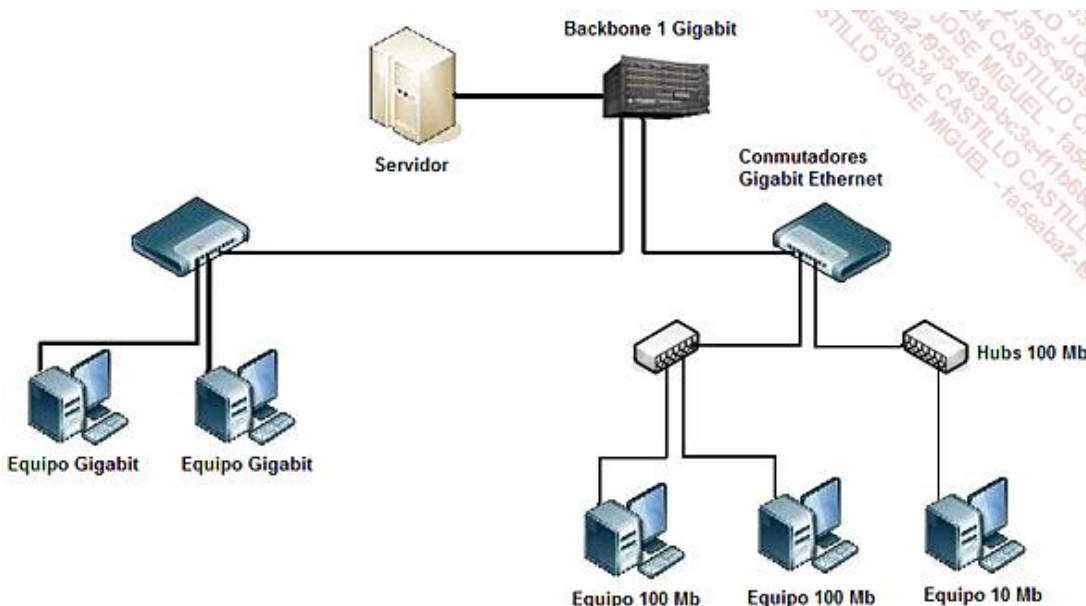 Backbone 1 Gigabit
Servidor
Conmutadores
Gigabit Ethernet
Hubs 100 Mb
Equipo Gigabit
Equipo Gigabit
Equipo 100 Mb
Equipo 100 Mb
Equipo 10 Mb